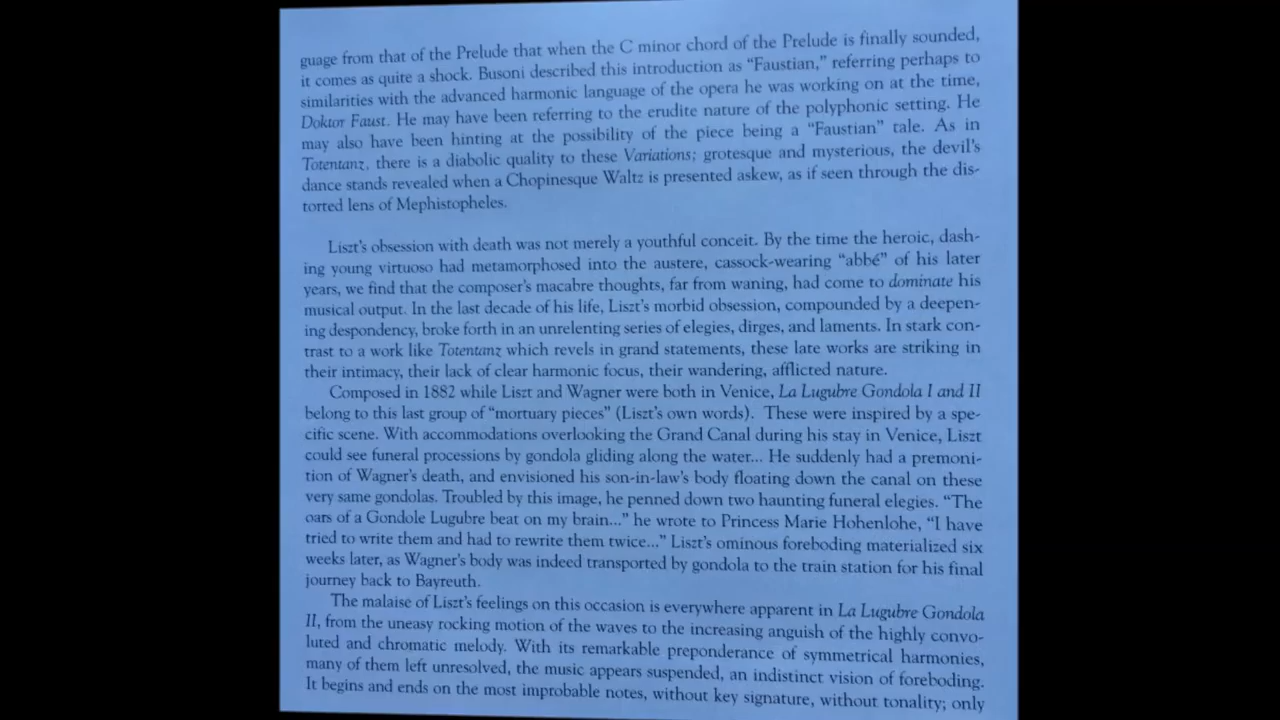 guage from that of the Prelude that when the C minor chord of the Prelude is finally sounded,
it comes as quite a shock. Busoni described this introduction as “Faustian,” referring perhaps to
similarities with the advanced harmonic language of the opera he was working on at the time,
Doktor Faust. He may have been referring to the erudite nature of the polyphonic setting. He
may also have been hinting at the possibility of the piece being a “Faustian” tale. As in
Totentanz, there is a diabolic quality to these Variations; grotesque and mysterious, the devil’s
dance stands revealed when a Chopinesque Waltz is presented askew, as if seen through the dis-
torted lens of Mephistopheles.
Liszt’s obsession with death was not merely a youthful conceit. By the time the heroic, dash-
ing young virtuoso had metamorphosed into the austere, cassock-wearing “abbé” of his later
years, we find that the composer’s macabre thoughts, far from waning, had come to dominate his
musical output. In the last decade of his life, Liszt’s morbid obsession, compounded by a deepen-
ing despondency, broke forth in an unrelenting series of elegies, dirges, and laments. In stark con-
trast to a work like Totentanz which revels in grand statements, these late works are striking in
their intimacy, their lack of clear harmonic focus, their wandering, afflicted nature.
Composed in 1882 while Liszt and Wagner were both in Venice, La Lugubre Gondola I and II
belong to this last group of “mortuary pieces” (Liszt’s own words). These were inspired by a spe-
cific scene. With accommodations overlooking the Grand Canal during his stay in Venice, Liszt
could see funeral processions by gondola gliding along the water... He suddenly had a premoni-
tion of Wagner’s death, and envisioned his son-in-law’s body floating down the canal on these
very same gondolas. Troubled by this image, he penned down two haunting funeral elegies. “The
oars of a Gondole Lugubre beat on my brain...” he wrote to Princess Marie Hohenlohe, “I have
tried to write them and had to rewrite them twice...” Liszt’s ominous foreboding materialized six
weeks later, as Wagner’s body was indeed transported by gondola to the train station for his final
journey back to Bayreuth.
The malaise of Liszt’s feelings on this occasion is everywhere apparent in La Lugubre Gondola
II, from the uneasy rocking motion of the waves to the increasing anguish of the highly convo-
luted and chromatic melody. With its remarkable preponderance of symmetrical harmonies,
many of them left unresolved, the music appears suspended, an indistinct vision of foreboding.
It begins and ends on the most improbable notes, without key signature, without tonality; only